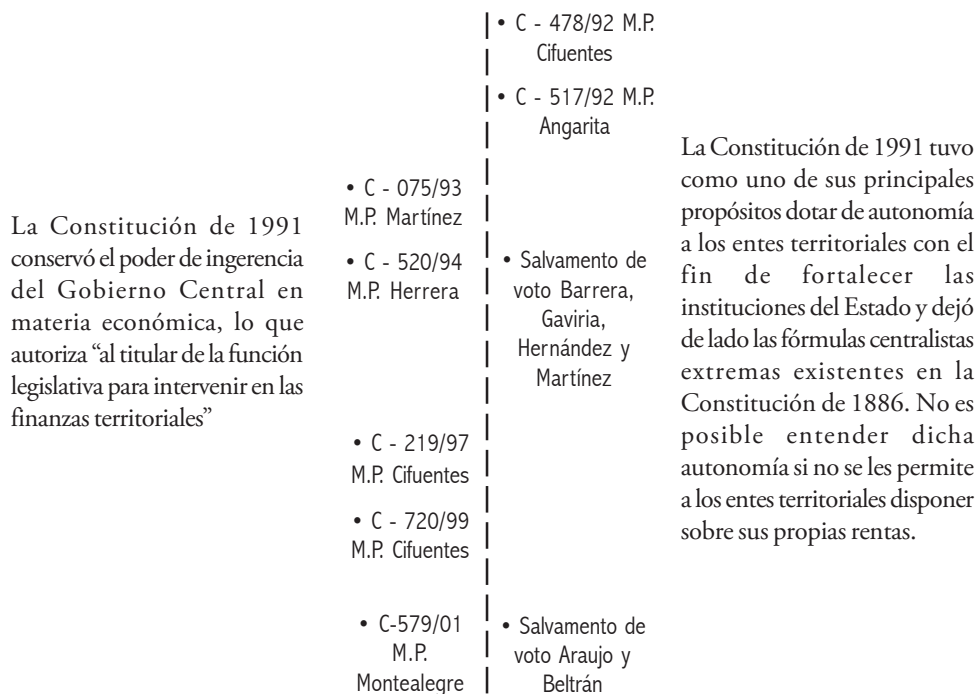 La Constitución de 1991
conservó el poder de ingerencia
del Gobierno Central en
materia económica, lo que
autoriza “al titular de la función
legislativa para intervenir en las
finanzas territoriales”
• C - 075/93
M.P. Martínez
• C - 520/94
M.P. Herrera
• C - 219/97
M.P. Cifuentes
• C - 720/99
M.P. Cifuentes
• C-579/01
M.P.
Montealegre
• C - 478/92 M.P.
Cifuentes
• C - 517/92 M.P.
Angarita
• Salvamento de
voto Barrera,
Gaviria,
Hernández y
Martínez
• Salvamento de
voto Araujo y
Beltrán
La Constitución de 1991 tuvo
como uno de sus principales
propósitos dotar de autonomía
a los entes territoriales con el
fin de fortalecer las
instituciones del Estado y dejó
de lado las fórmulas centralistas
extremas existentes en la
Constitución de 1886. No es
posible entender dicha
autonomía si no se les permite
a los entes territoriales disponer
sobre sus propias rentas.